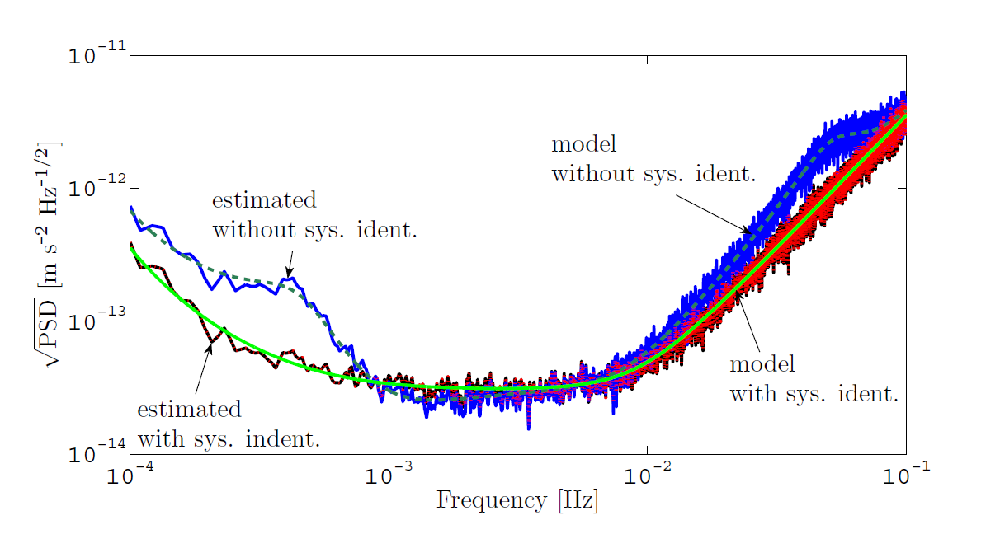 10⁻¹¹
10⁻¹²
10⁻¹³
10⁻¹⁴
√PSD [m s⁻² Hz⁻¹/²]
model
without sys. ident.
estimated
without sys. ident.
model
with sys. ident.
estimated
with sys. indent.
10⁻⁴ 10⁻³ 10⁻² 10⁻¹
Frequency [Hz]